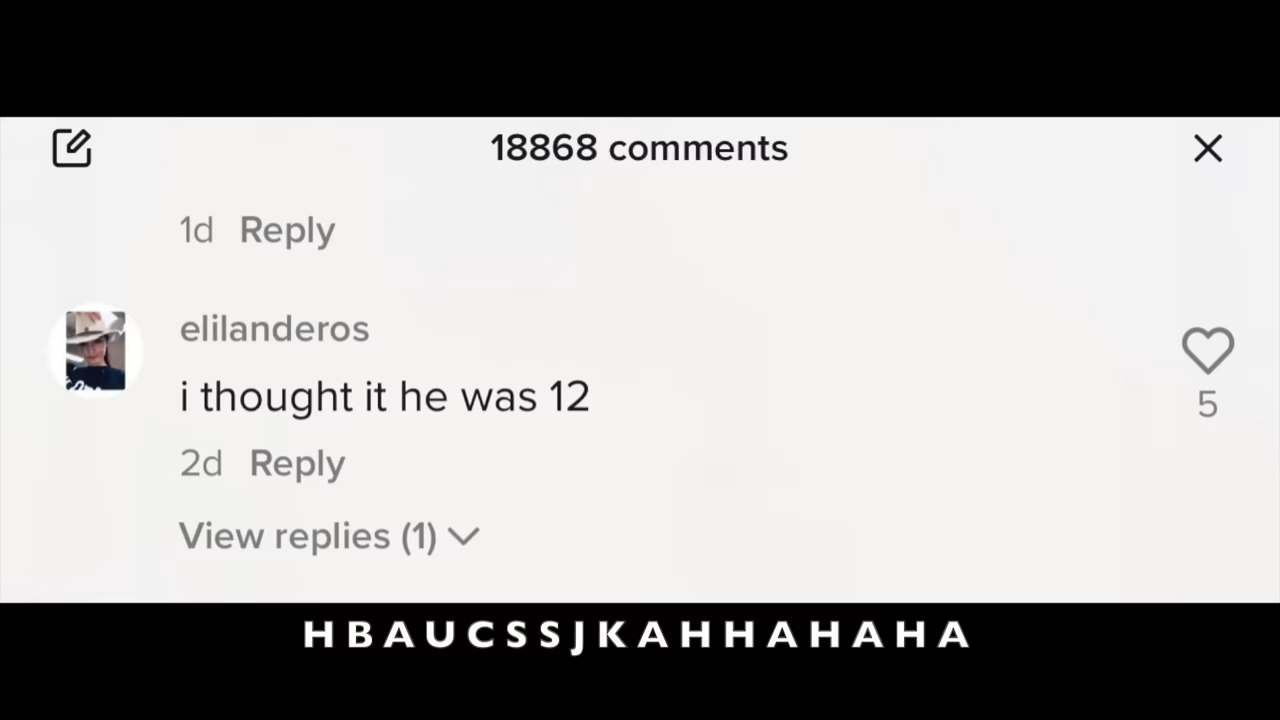 18868 comments
1d Reply
elilanderos
i thought it he was 12
5
2d Reply
View replies (1)
HBAUCSSJKAHHAHAHA